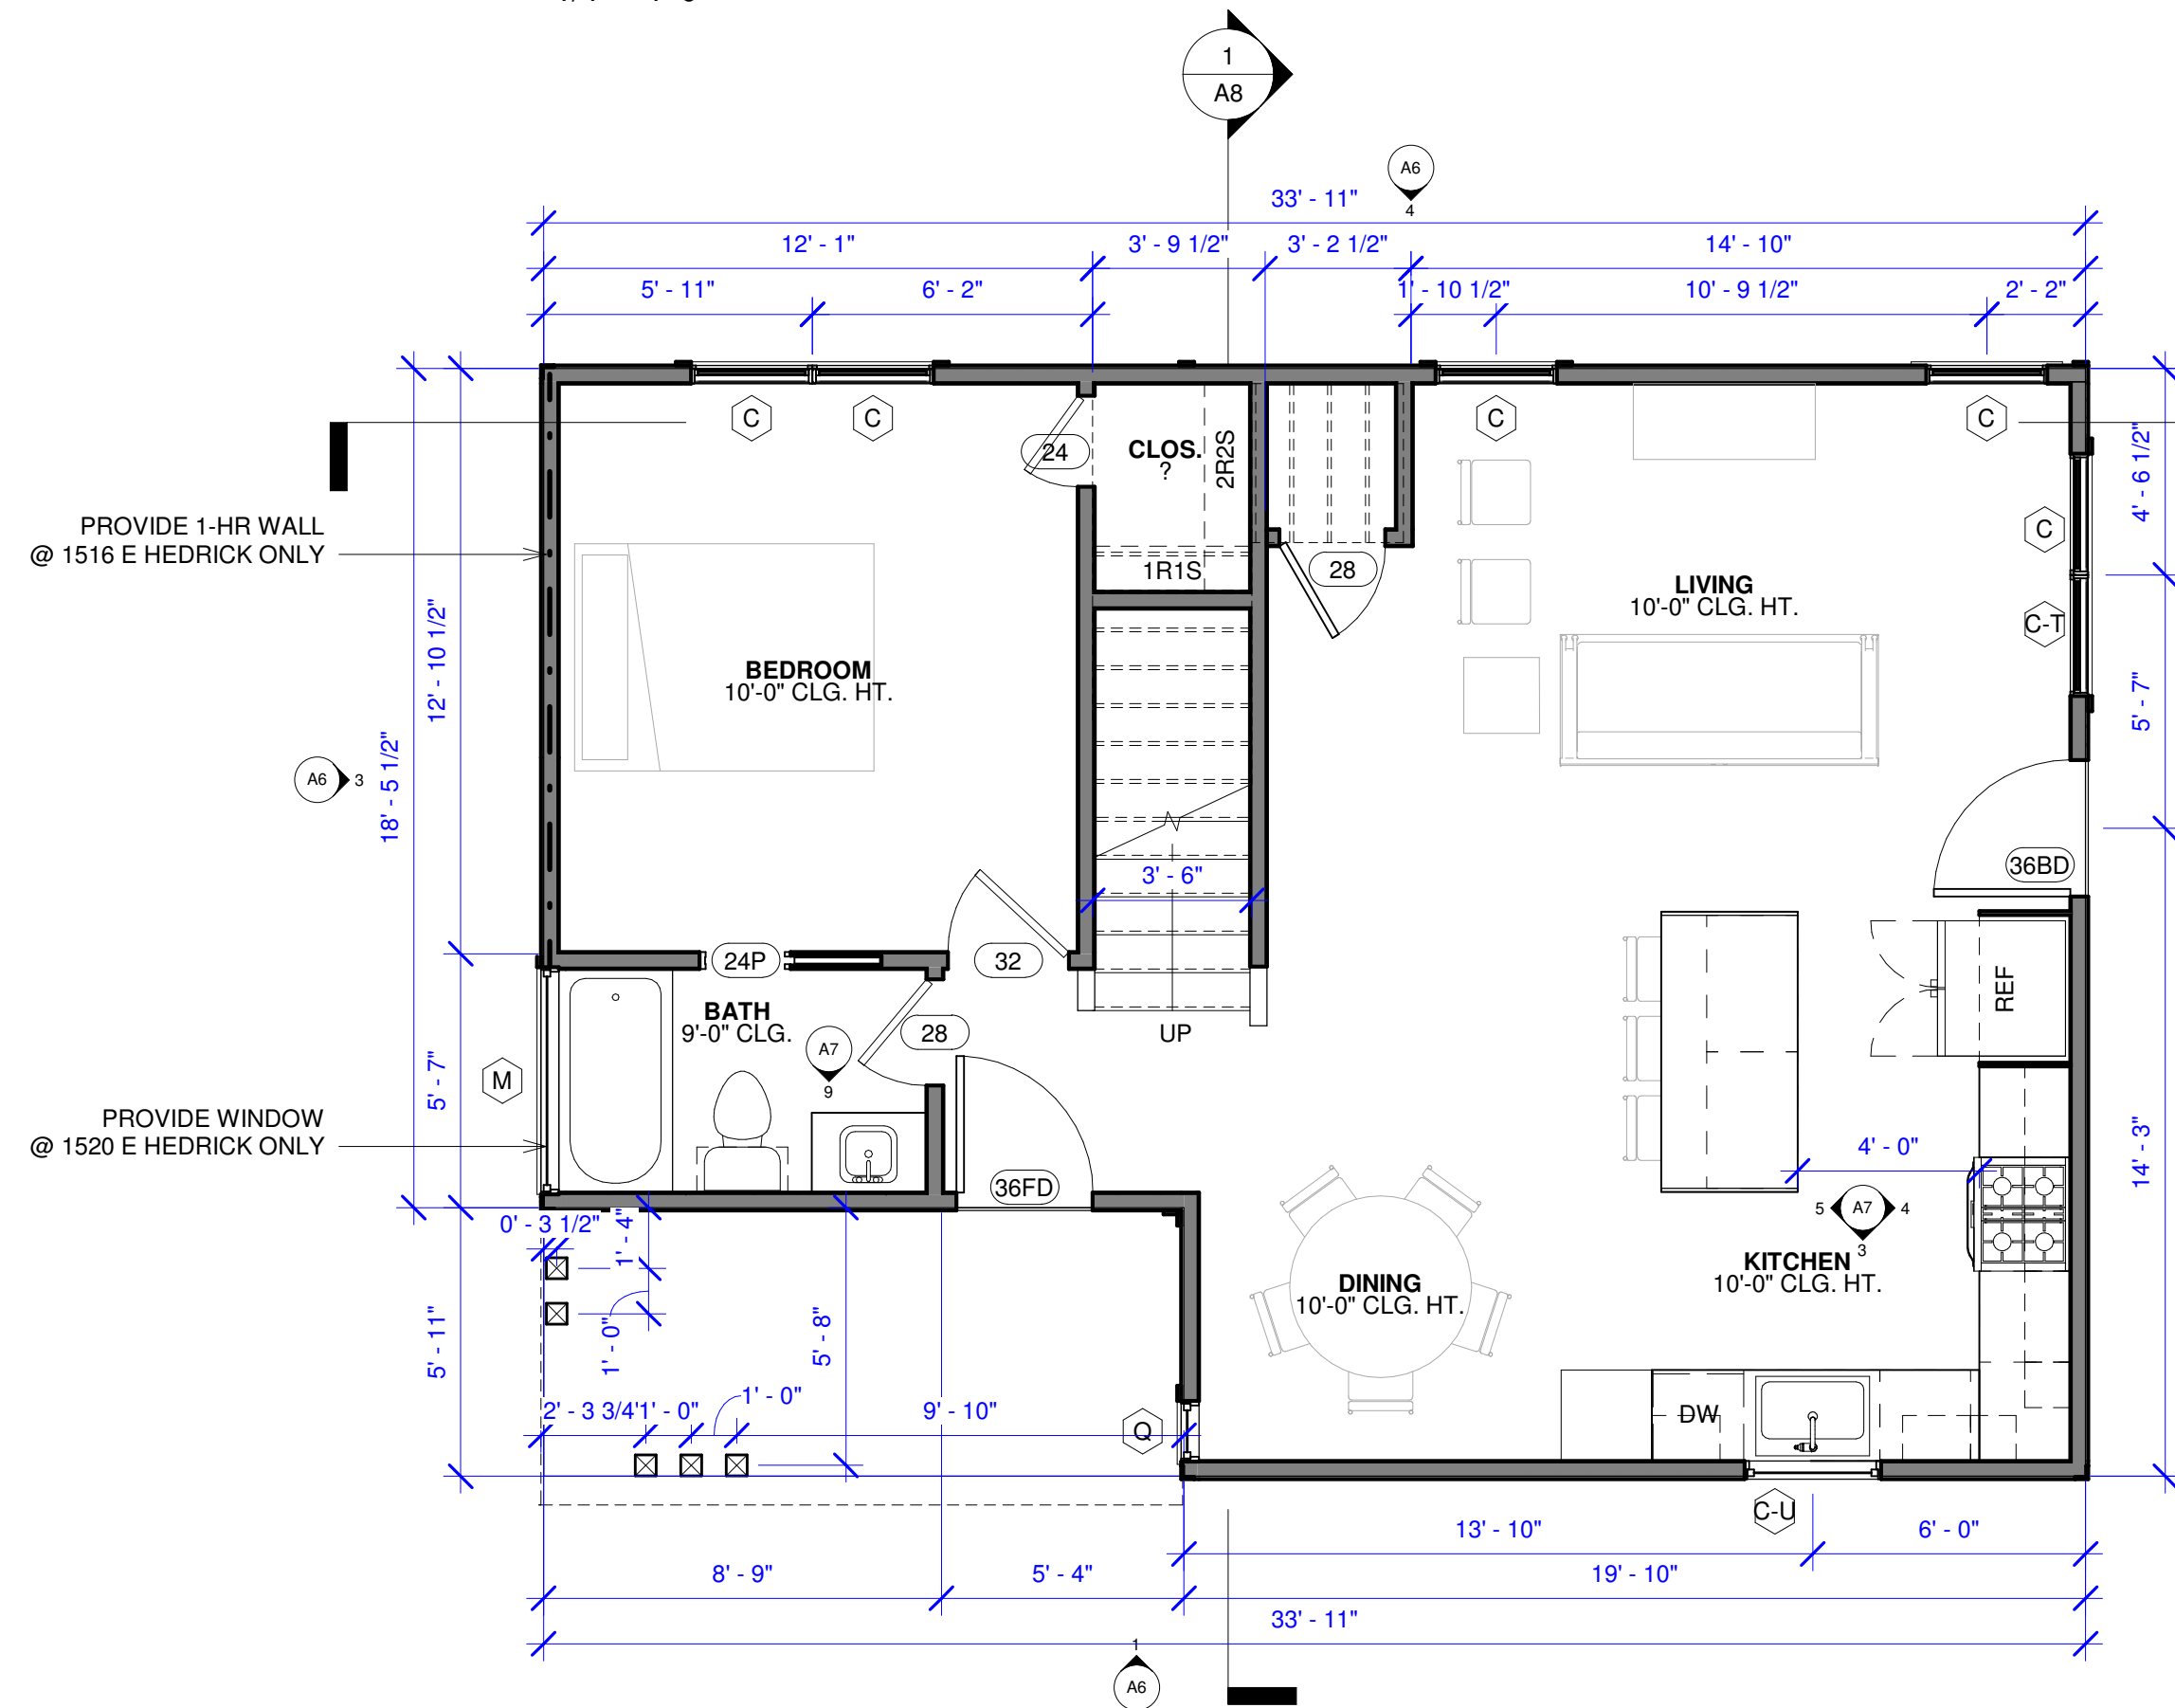 1
A8
A6
4
33' - 11"
12' - 1"
3' - 9 1/2"
3' - 2 1/2"
14' - 10"
5' - 11"
6' - 2"
1' - 10 1/2"
10' - 9 1/2"
2' - 2"
C
C
C
C
24
CLOS.
?
2R2S
1R1S
28
PROVIDE 1-HR WALL
@ 1516 E HEDRICK ONLY
LIVING
10'-0" CLG. HT.
C
C-T
4' - 6 1/2"
5' - 7"
14' - 3"
BEDROOM
10'-0" CLG. HT.
12' - 10 1/2"
18' - 5 1/2"
5' - 7"
5' - 11"
A6
3
3' - 6"
36BD
24P
32
REF
BATH
9'-0" CLG.
28
UP
A7
9
M
PROVIDE WINDOW
@ 1520 E HEDRICK ONLY
4' - 0"
36FD
5
A7
4
3
KITCHEN
10'-0" CLG. HT.
DINING
10'-0" CLG. HT.
0' - 3 1/2"
1' - 4"
1' - 0"
5' - 8"
1' - 0"
2' - 3 3/4"
1' - 0"
9' - 10"
Q
DW
C-U
13' - 10"
6' - 0"
8' - 9"
5' - 4"
19' - 10"
33' - 11"
1
A6